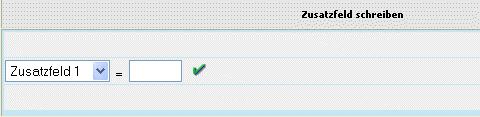 Zusatzfeld schreiben
Zusatzfeld 1 =